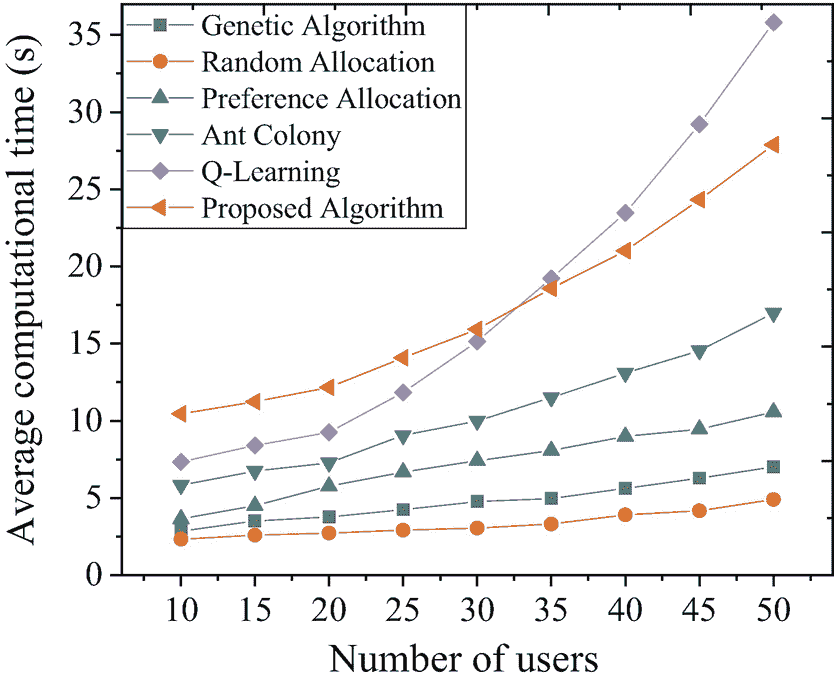 Genetic Algorithm
Random Allocation
Preference Allocation
Ant Colony
Q-Learning
Proposed Algorithm
Average computational time (s)
35
30
25
20
15
10
5
0
10 15 20 25 30 35 40 45 50
Number of users